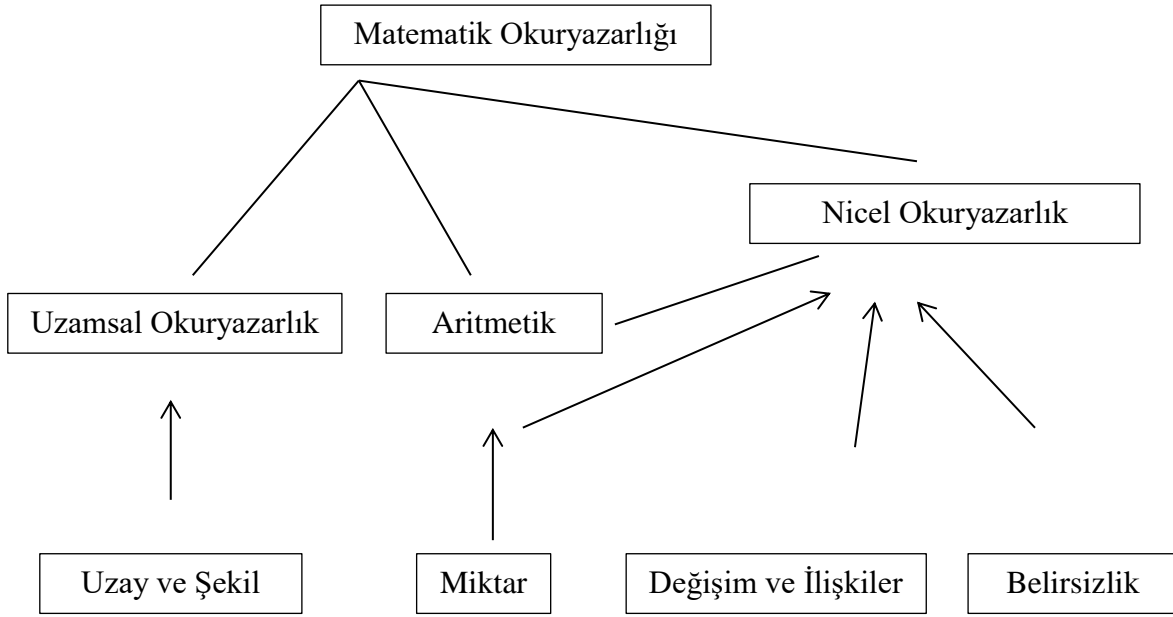 Matematik Okuryazarlığı
Nicel Okuryazarlık
Uzamsal Okuryazarlık
Aritmetik
Uzay ve Şekil
Miktar
Değişim ve İlişkiler
Belirsizlik